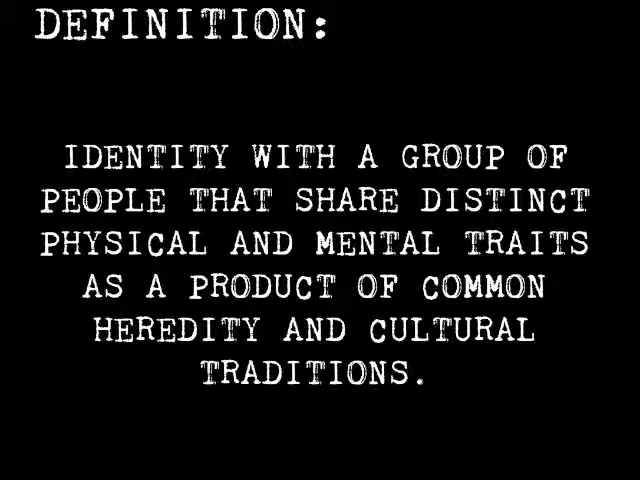 DEFINITION:
IDENTITY WITH A GROUP OF
PEOPLE THAT SHARE DISTINCT
PHYSICAL AND MENTAL TRAITS
AS A PRODUCT OF COMMON
HEREDITY AND CULTURAL
TRADITIONS.